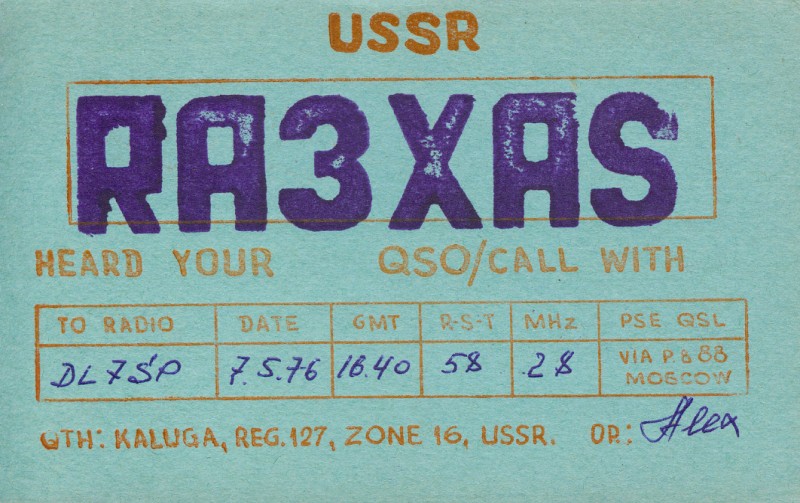 USSR
RA3XAS
HEARD YOUR QSO/CALL WITH
TO RADIO DATE GMT R-S-T MHz PSE QSL
DL7SP 7.5.76 16.40 58 28 VIA P.B 88
MOSCOW
QTH: KALUGA, REG. 127, ZONE 16, USSR. OP.: Alex